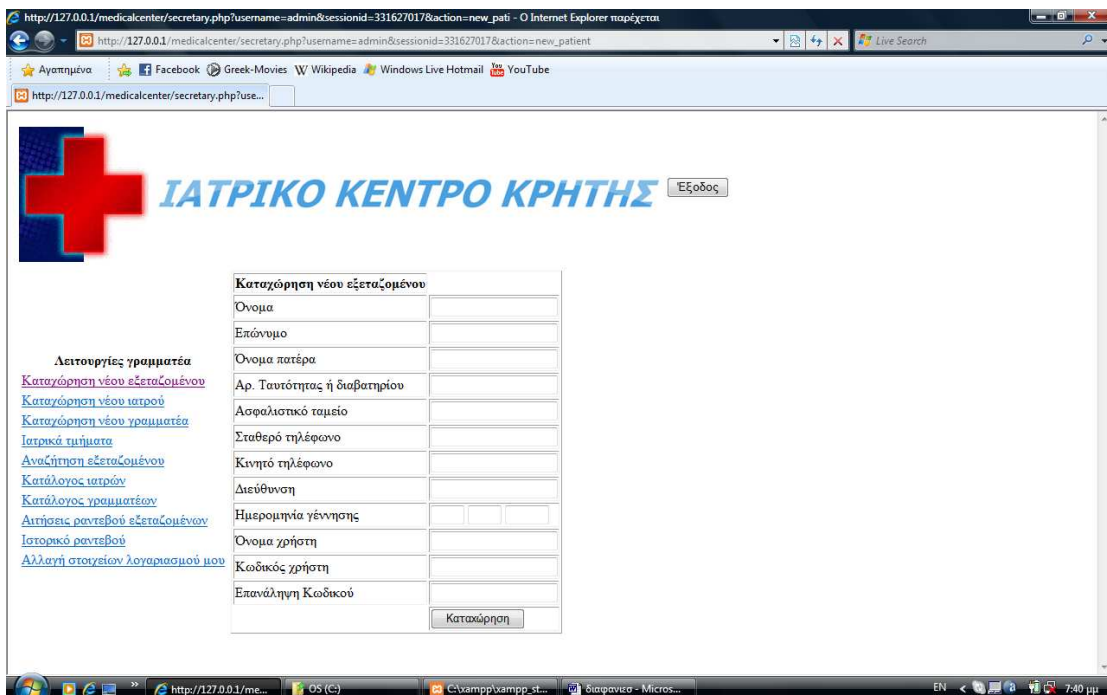 http://127.0.0.1/medicalcenter/secretary.php?username=admin&sessionid=331627017&action=new_pati - Ο Internet Explorer παρέχεται
http://127.0.0.1/medicalcenter/secretary.php?username=admin&sessionid=331627017&action=new_patient
Live Search
Αγαπημένα Facebook Greek-Movies W Wikipedia Windows Live Hotmail You Tube YouTube
http://127.0.0.1/medicalcenter/secretary.php?use...
ΙΑΤΡΙΚΟ ΚΕΝΤΡΟ ΚΡΗΤΗΣ
Έξοδος
Λειτουργίες γραμματέα
Καταχώρηση νέου εξεταζομένου
Καταχώρηση νέου ιατρού
Καταχώρηση νέου γραμματέα
Ιατρικά τμήματα
Αναζήτηση εξεταζομένου
Κατάλογος ιατρών
Κατάλογος γραμματέων
Αιτήσεις ραντεβού εξεταζομένων
Ιστορικό ραντεβού
Αλλαγή στοιχείων λογαριασμού μου
Καταχώρηση νέου εξεταζομένου
Όνομα
Επώνυμο
Όνομα πατέρα
Αρ. Ταυτότητας ή διαβατηρίου
Ασφαλιστικό ταμείο
Σταθερό τηλέφωνο
Κινητό τηλέφωνο
Διεύθυνση
Ημερομηνία γέννησης
Όνομα χρήστη
Κωδικός χρήστη
Επανάληψη Κωδικού
Καταχώρηση
» http://127.0.0.1/me... OS (C:) C:\xampp\xampp_st... διαφανιεσ - Micros... EN < 7:40 μμ